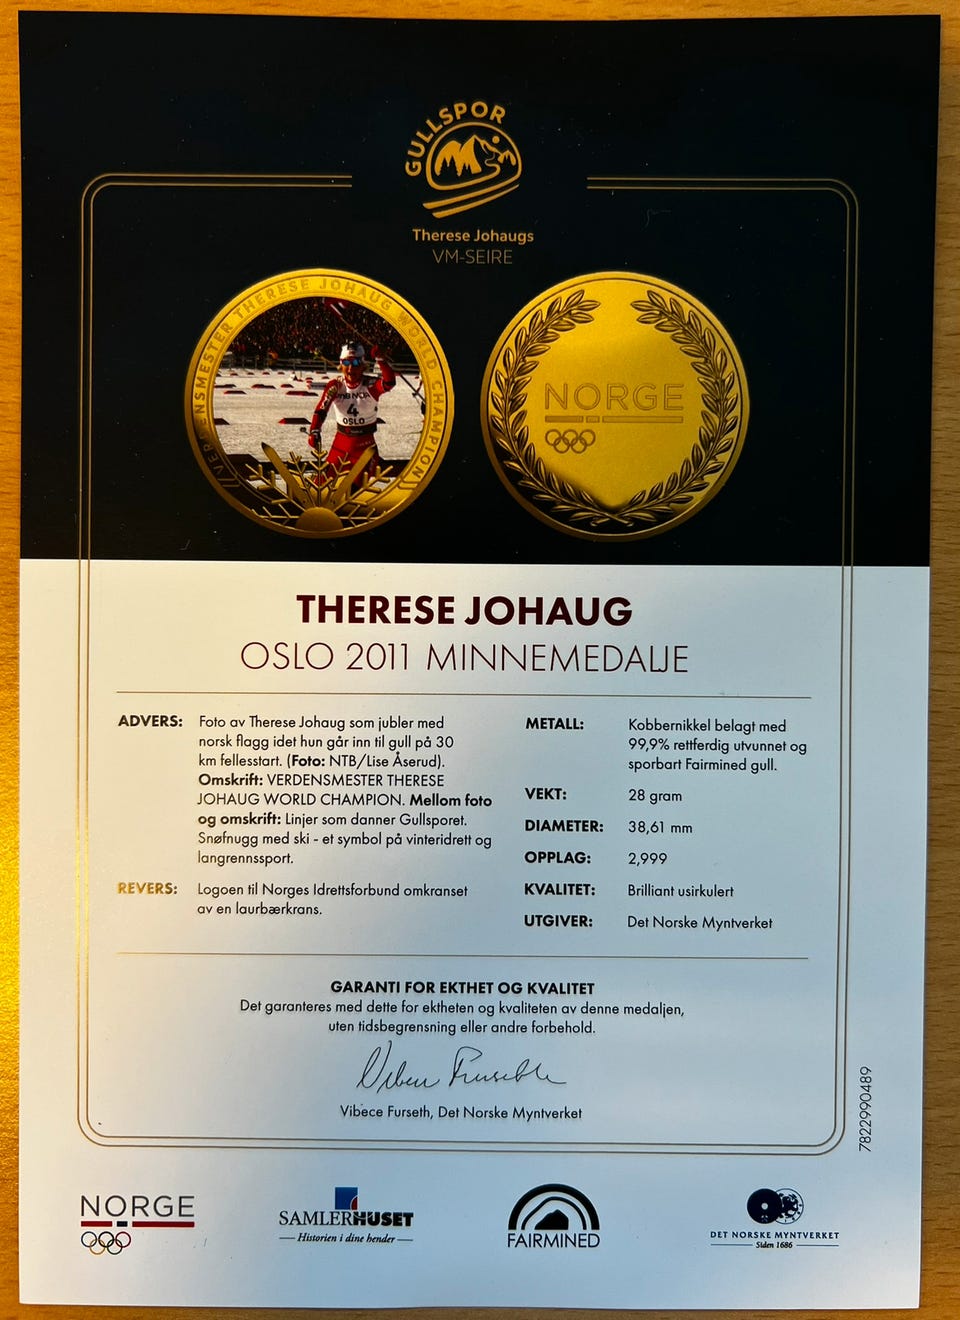 GULLSPOR
Therese Johaugs
VM-SEIRE
VERDENSMESTER THERESE JOHAUG WORLD CHAMPION
4
OSLO
NORGE
THERESE JOHAUG
OSLO 2011 MINNEMEDALJE
ADVERS: Foto av Therese Johaug som jubler med
norsk flagg idet hun går inn til gull på 30
km fellesstart. (Foto: NTB/Lise Åserud).
Omskrift: VERDENSMESTER THERESE
JOHAUG WORLD CHAMPION. Mellom foto
og omskrift: Linjer som danner Gullsporet.
Snøfnugg med ski - et symbol på vinteridrett og
langrennssport.
REVERS: Logoen til Norges Idrettsforbund omkranset
av en laurbærkrans.
METALL: Kobbernikkel belagt med
99,9% rettferdig utvunnet og
sporbart Fairmined gull.
VEKT: 28 gram
DIAMETER: 38,61 mm
OPPLAG: 2,999
KVALITET: Brilliant usirkulert
UTGIVER: Det Norske Myntverket
GARANTI FOR EKTHET OG KVALITET
Det garanteres med dette for ektheten og kvaliteten av denne medaljen,
uten tidsbegrensning eller andre forbehold.
Vibece Furseth
Vibece Furseth, Det Norske Myntverket
7822990489
NORGE
SAMLERHUSET
Historien i dine hender
FAIRMINED
DET NORSKE MYNTVERKET
Siden 1686